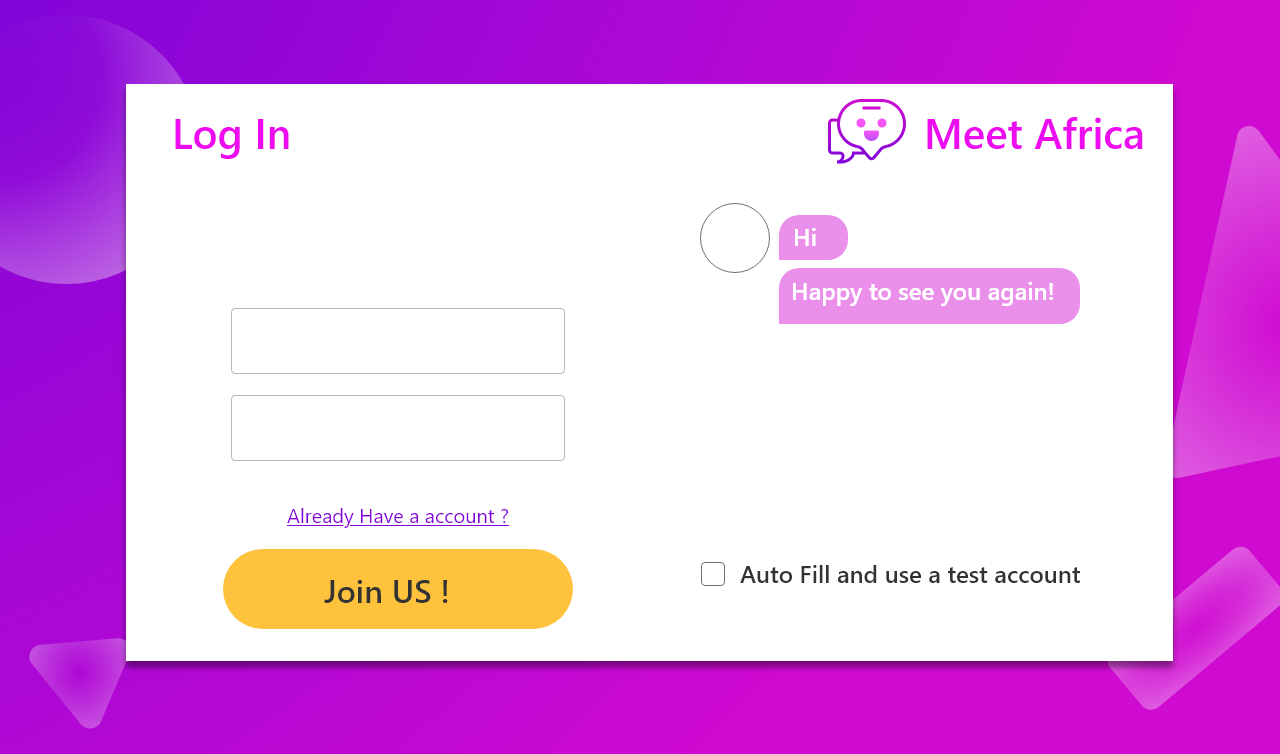 Log In
Meet Africa
Hi
Happy to see you again!
Already Have a account ?
Join US !
Auto Fill and use a test account